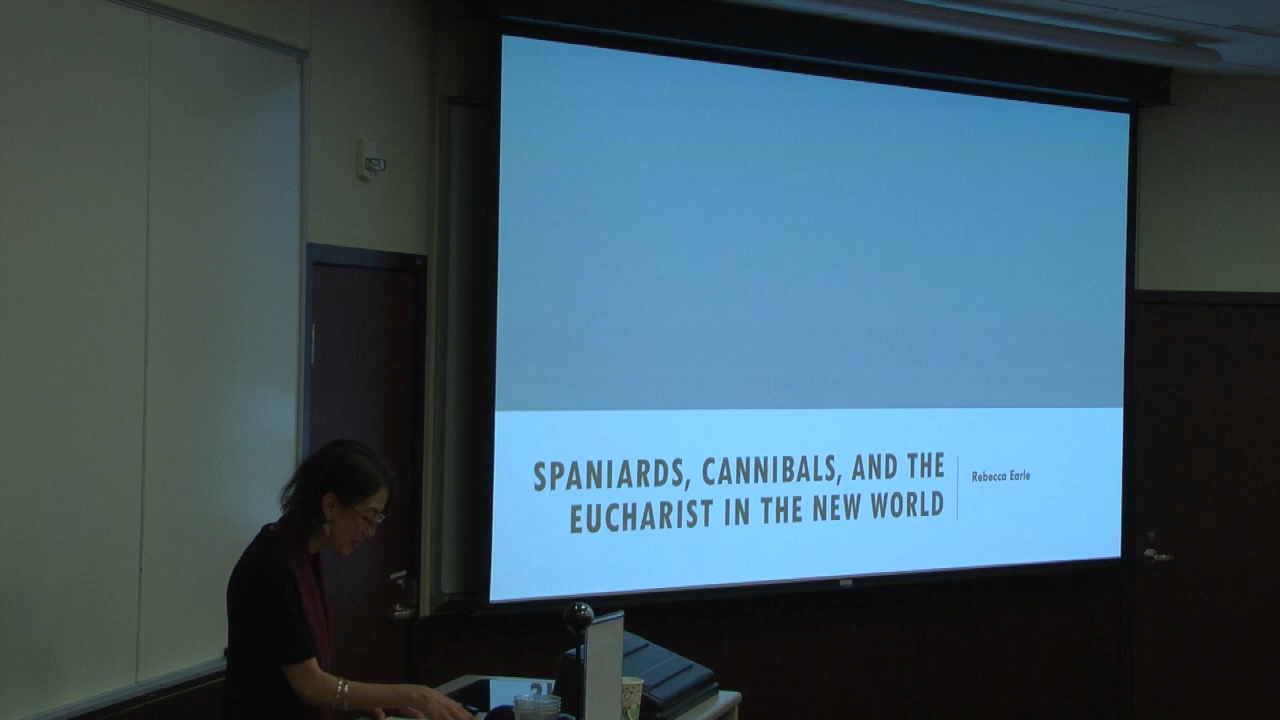 SPANIARDS, CANNIBALS, AND THE
EUCHARIST IN THE NEW WORLD
Rebecca Earle